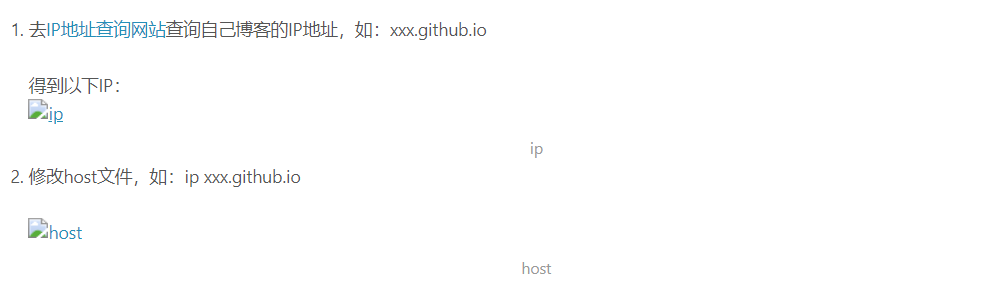 1. 去IP地址查询网站查询自己博客的IP地址，如：xxx.github.io
得到以下IP：
ip
ip
2. 修改host文件，如：ip xxx.github.io
host
host